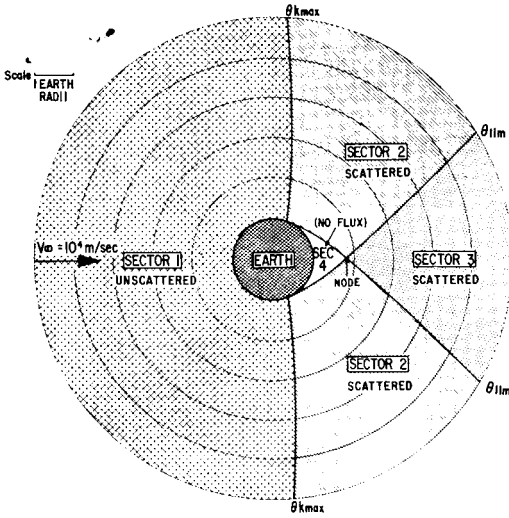 θkmax
Scale
1 EARTH
RADII
θlim
SECTOR 2
SCATTERED
(NO FLUX)
V∞ = 10⁴ m/sec
SECTOR 1
UNSCATTERED
EARTH
SEC
4
NODE
SECTOR 3
SCATTERED
SECTOR 2
SCATTERED
θlim
θkmax